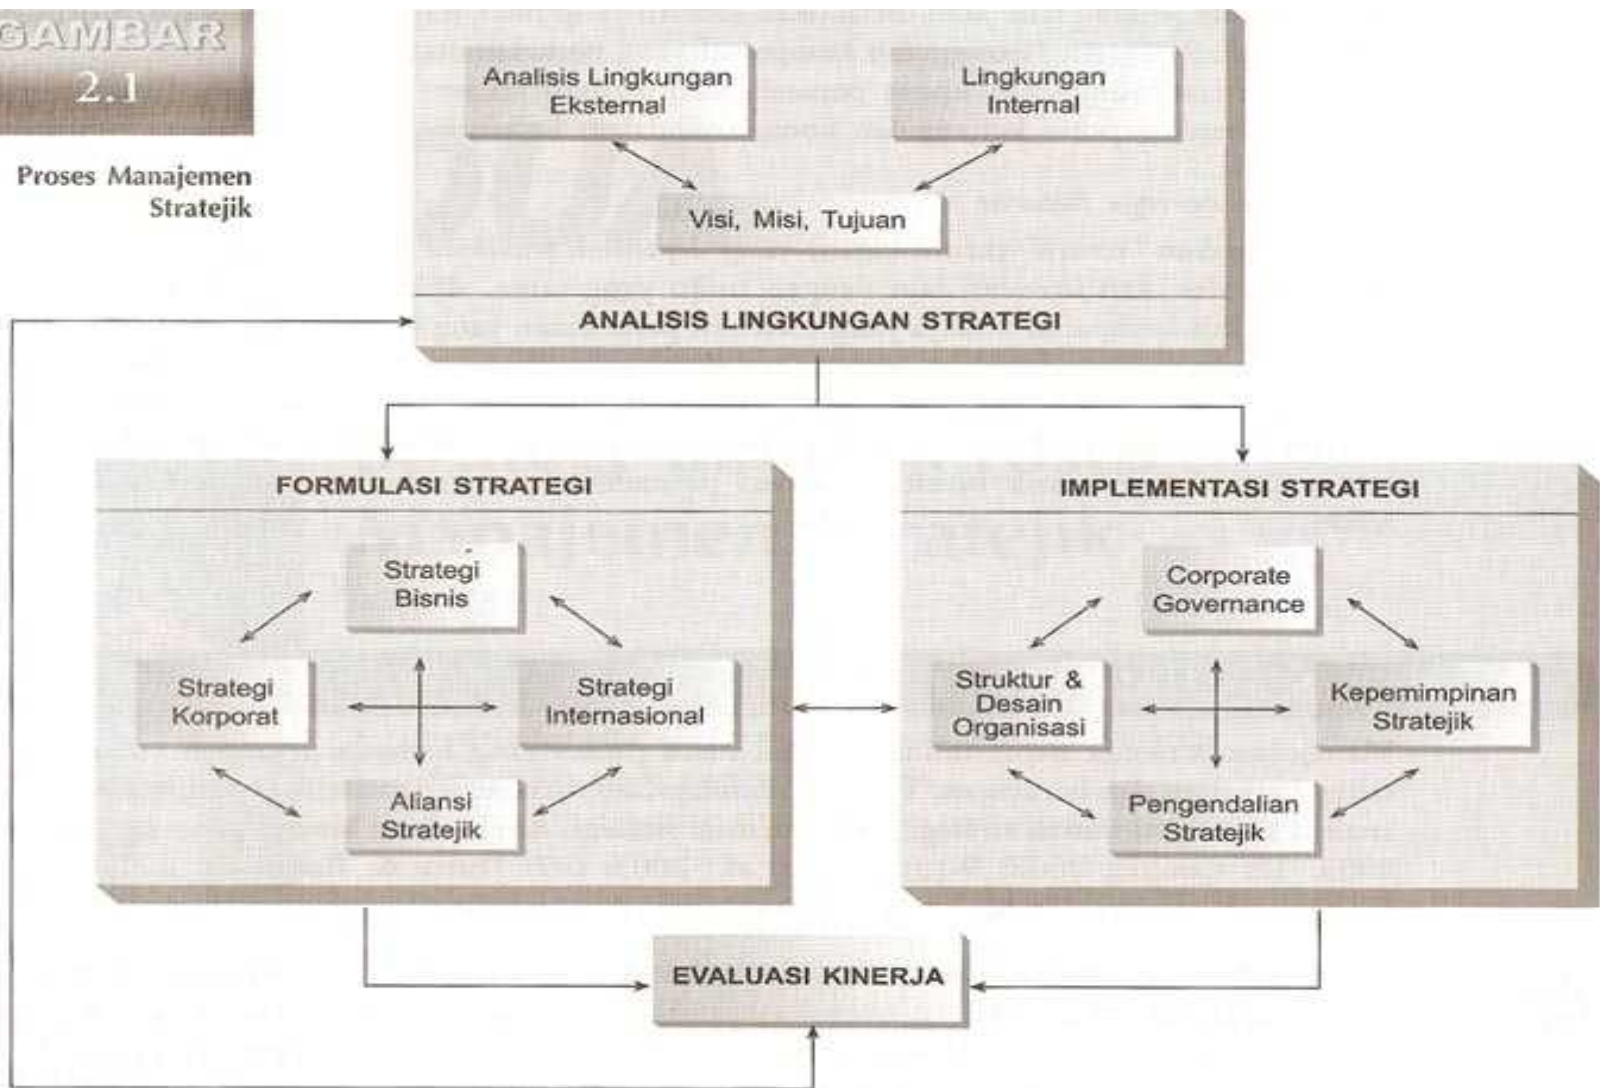 GAMBAR
2.1
Proses Manajemen
Stratejik
Analisis Lingkungan
Eksternal
Lingkungan
Internal
Visi, Misi, Tujuan
ANALISIS LINGKUNGAN STRATEGI
FORMULASI STRATEGI
Strategi
Bisnis
Strategi
Korporat
Strategi
Internasional
Aliansi
Stratejik
IMPLEMENTASI STRATEGI
Corporate
Governance
Struktur &
Desain
Organisasi
Kepemimpinan
Stratejik
Pengendalian
Stratejik
EVALUASI KINERJA